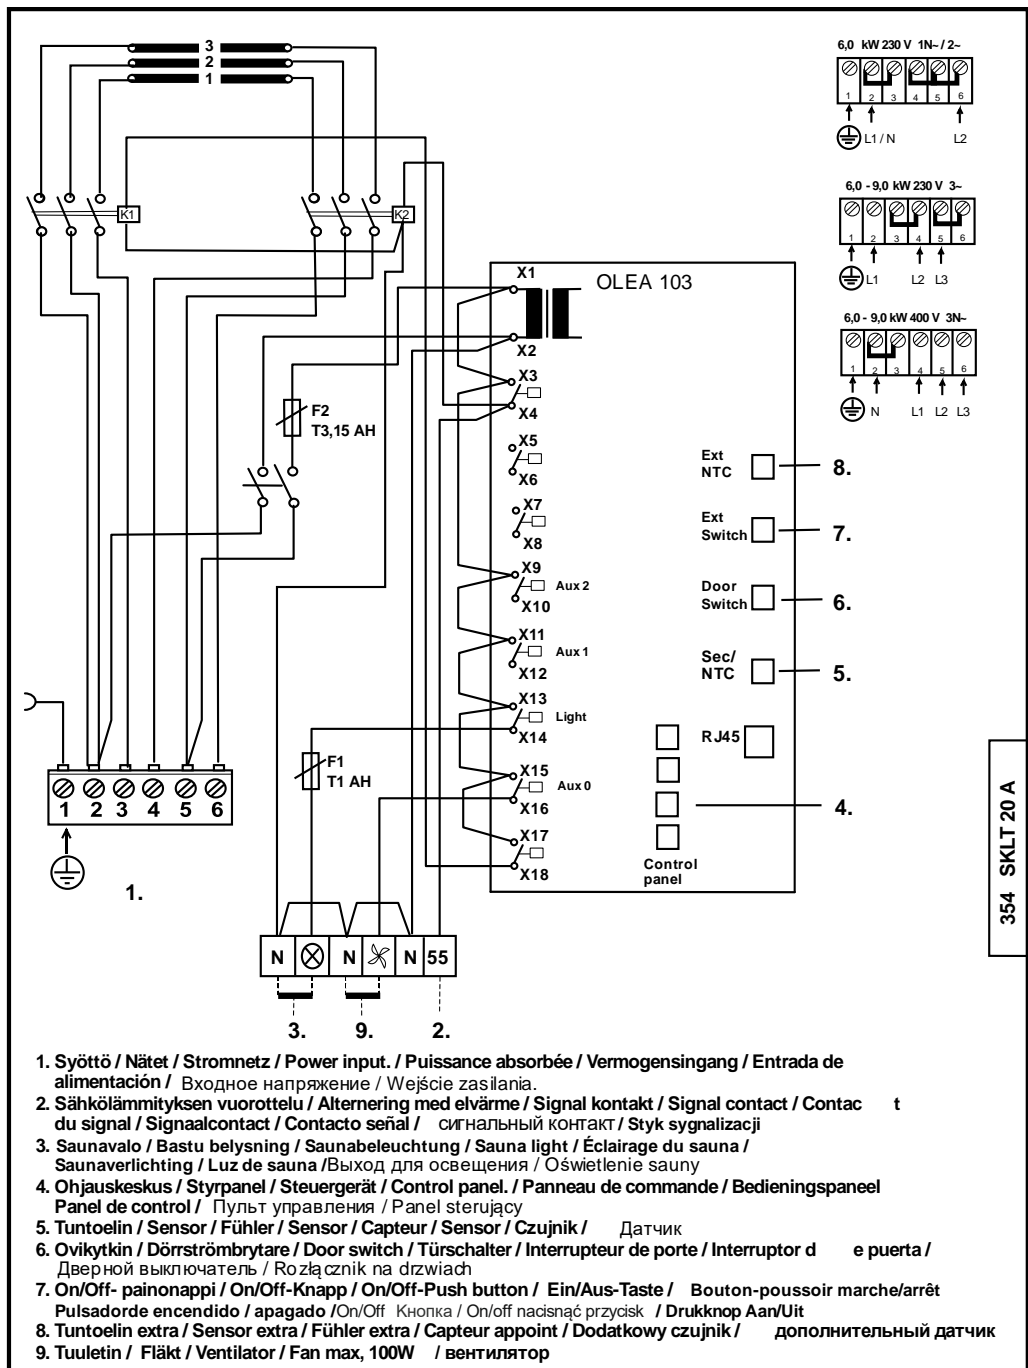 3
2
1
K1
K2
6,0 kW 230 V 1N~ / 2~
1 2 3 4 5 6
L1 / N L2
6,0 - 9,0 kW 230 V 3~
1 2 3 4 5 6
L1 L2 L3
6,0 - 9,0 kW 400 V 3N~
1 2 3 4 5 6
N L1 L2 L3
OLEA 103
X1
X2
X3
X4
X5
X6
X7
X8
X9
Aux 2
X10
X11
Aux 1
X12
X13
Light
X14
X15
Aux 0
X16
X17
X18
F2
T3,15 AH
F1
T1 AH
Ext
NTC
8.
Ext
Switch
7.
Door
Switch
6.
Sec/
NTC
5.
RJ45
4.
Control
panel
1 2 3 4 5 6
1.
N N N 55
3. 9. 2.
354 SKLT 20 A
1. Syöttö / Nätet / Stromnetz / Power input. / Puissance absorbée / Vermogensingang / Entrada de
alimentación / Входное напряжение / Wejście zasilania.
2. Sähkölämmityksen vuorottelu / Alternering med elvärme / Signal kontakt / Signal contact / Contac t
du signal / Signaalcontact / Contacto señal / сигнальный контакт / Styk sygnalizacji
3. Saunavalo / Bastu belysning / Saunabeleuchtung / Sauna light / Éclairage du sauna /
Saunaverlichting / Luz de sauna /Выход для освещения / Oświetlenie sauny
4. Ohjauskeskus / Styrpanel / Steuergerät / Control panel. / Panneau de commande / Bedieningspaneel
Panel de control / Пульт управления / Panel sterujący
5. Tuntoelin / Sensor / Fühler / Sensor / Capteur / Sensor / Czujnik / Датчик
6. Ovikytkin / Dörrströmbrytare / Door switch / Türschalter / Interrupteur de porte / Interruptor d e puerta /
Дверной выключатель / Rozłącznik na drzwiach
7. On/Off- painonappi / On/Off-Knapp / On/Off-Push button / Ein/Aus-Taste / Bouton-poussoir marche/arrêt
Pulsadorde encendido / apagado /On/Off Кнопка / On/off nacisnąć przycisk / Drukknop Aan/Uit
8. Tuntoelin extra / Sensor extra / Fühler extra / Capteur appoint / Dodatkowy czujnik / дополнительный датчик
9. Tuuletin / Fläkt / Ventilator / Fan max, 100W / вентилятор